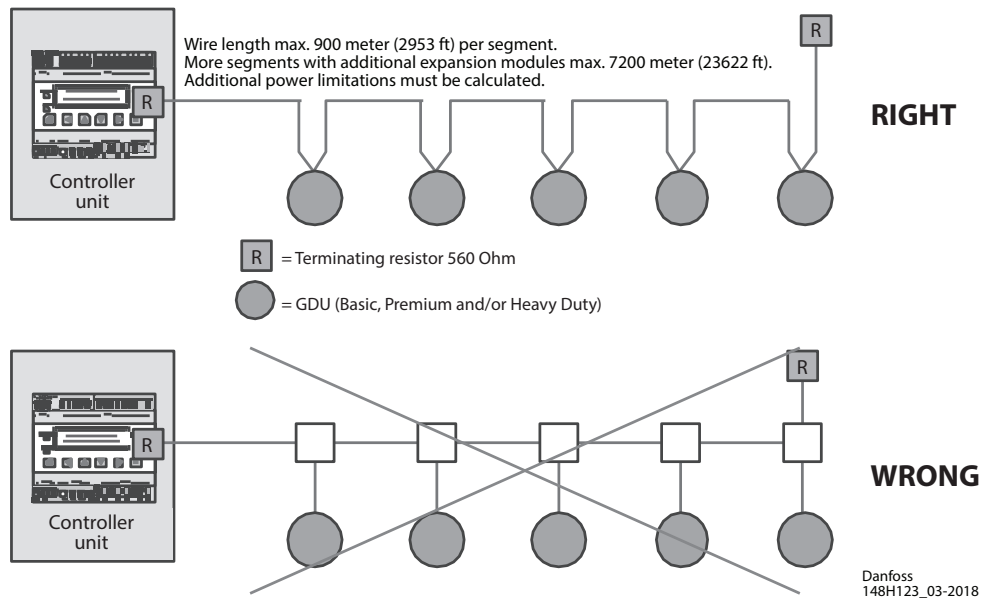 R
Wire length max. 900 meter (2953 ft) per segment.
More segments with additional expansion modules max. 7200 meter (23622 ft).
Additional power limitations must be calculated.
R
RIGHT
Controller
unit
R = Terminating resistor 560 Ohm
= GDU (Basic, Premium and/or Heavy Duty)
R
R
WRONG
Controller
unit
Danfoss
148H123_03-2018